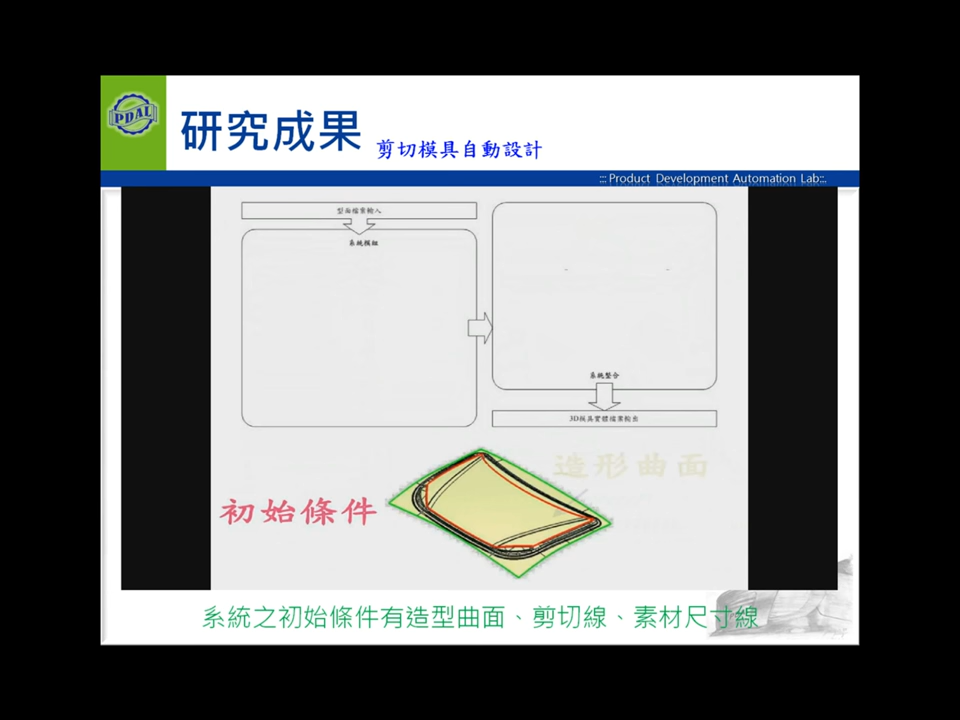 PDAL
研究成果
剪切模具自動設計
::: Product Development Automation Lab:::.
型面檔案輸入
系統模組
系統整合
3D模具實體檔案輸出
造形曲面
初始條件
系統之初始條件有造型曲面、剪切線、素材尺寸線